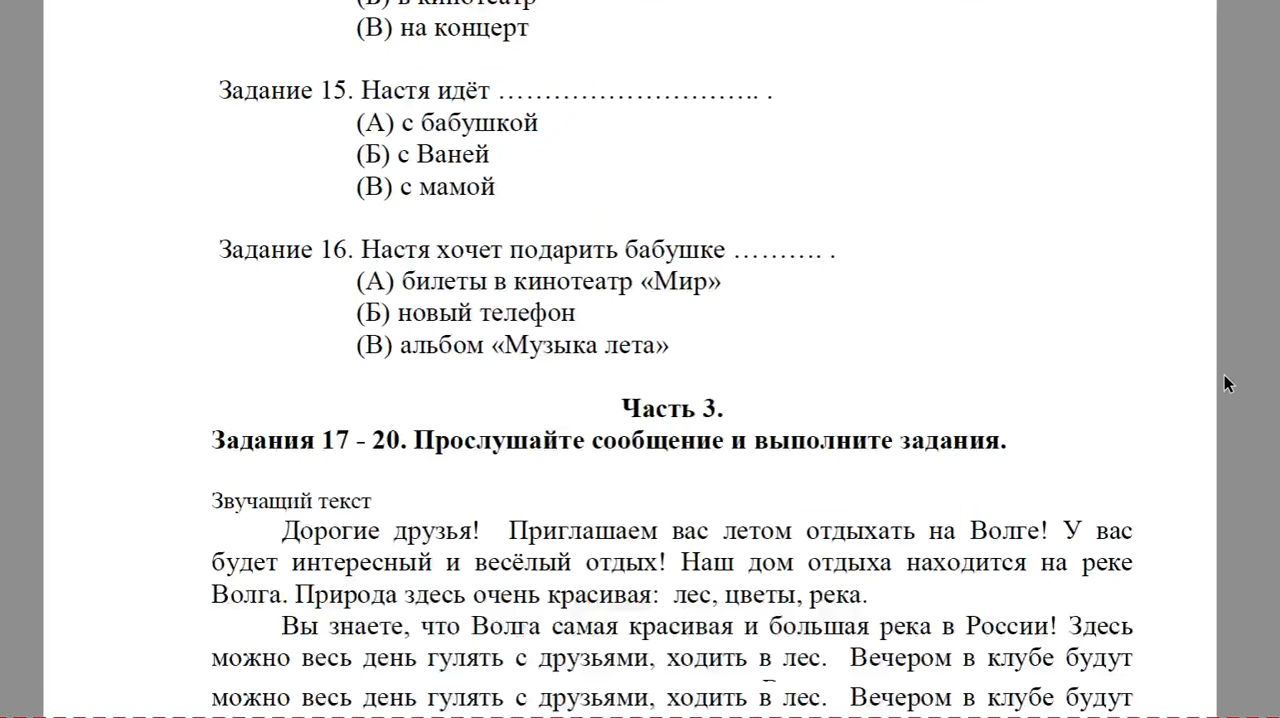 (Б) в кинотеатр
(В) на концерт
Задание 15. Настя идёт ……………………….. .
(А) с бабушкой
(Б) с Ваней
(В) с мамой
Задание 16. Настя хочет подарить бабушке ………. .
(А) билеты в кинотеатр «Мир»
(Б) новый телефон
(В) альбом «Музыка лета»
Часть 3.
Задания 17 - 20. Прослушайте сообщение и выполните задания.
Звучащий текст
Дорогие друзья! Приглашаем вас летом отдыхать на Волге! У вас
будет интересный и весёлый отдых! Наш дом отдыха находится на реке
Волга. Природа здесь очень красивая: лес, цветы, река.
Вы знаете, что Волга самая красивая и большая река в России! Здесь
можно весь день гулять с друзьями, ходить в лес. Вечером в клубе будут
можно весь день гулять с друзьями, ходить в лес. Вечером в клубе будут